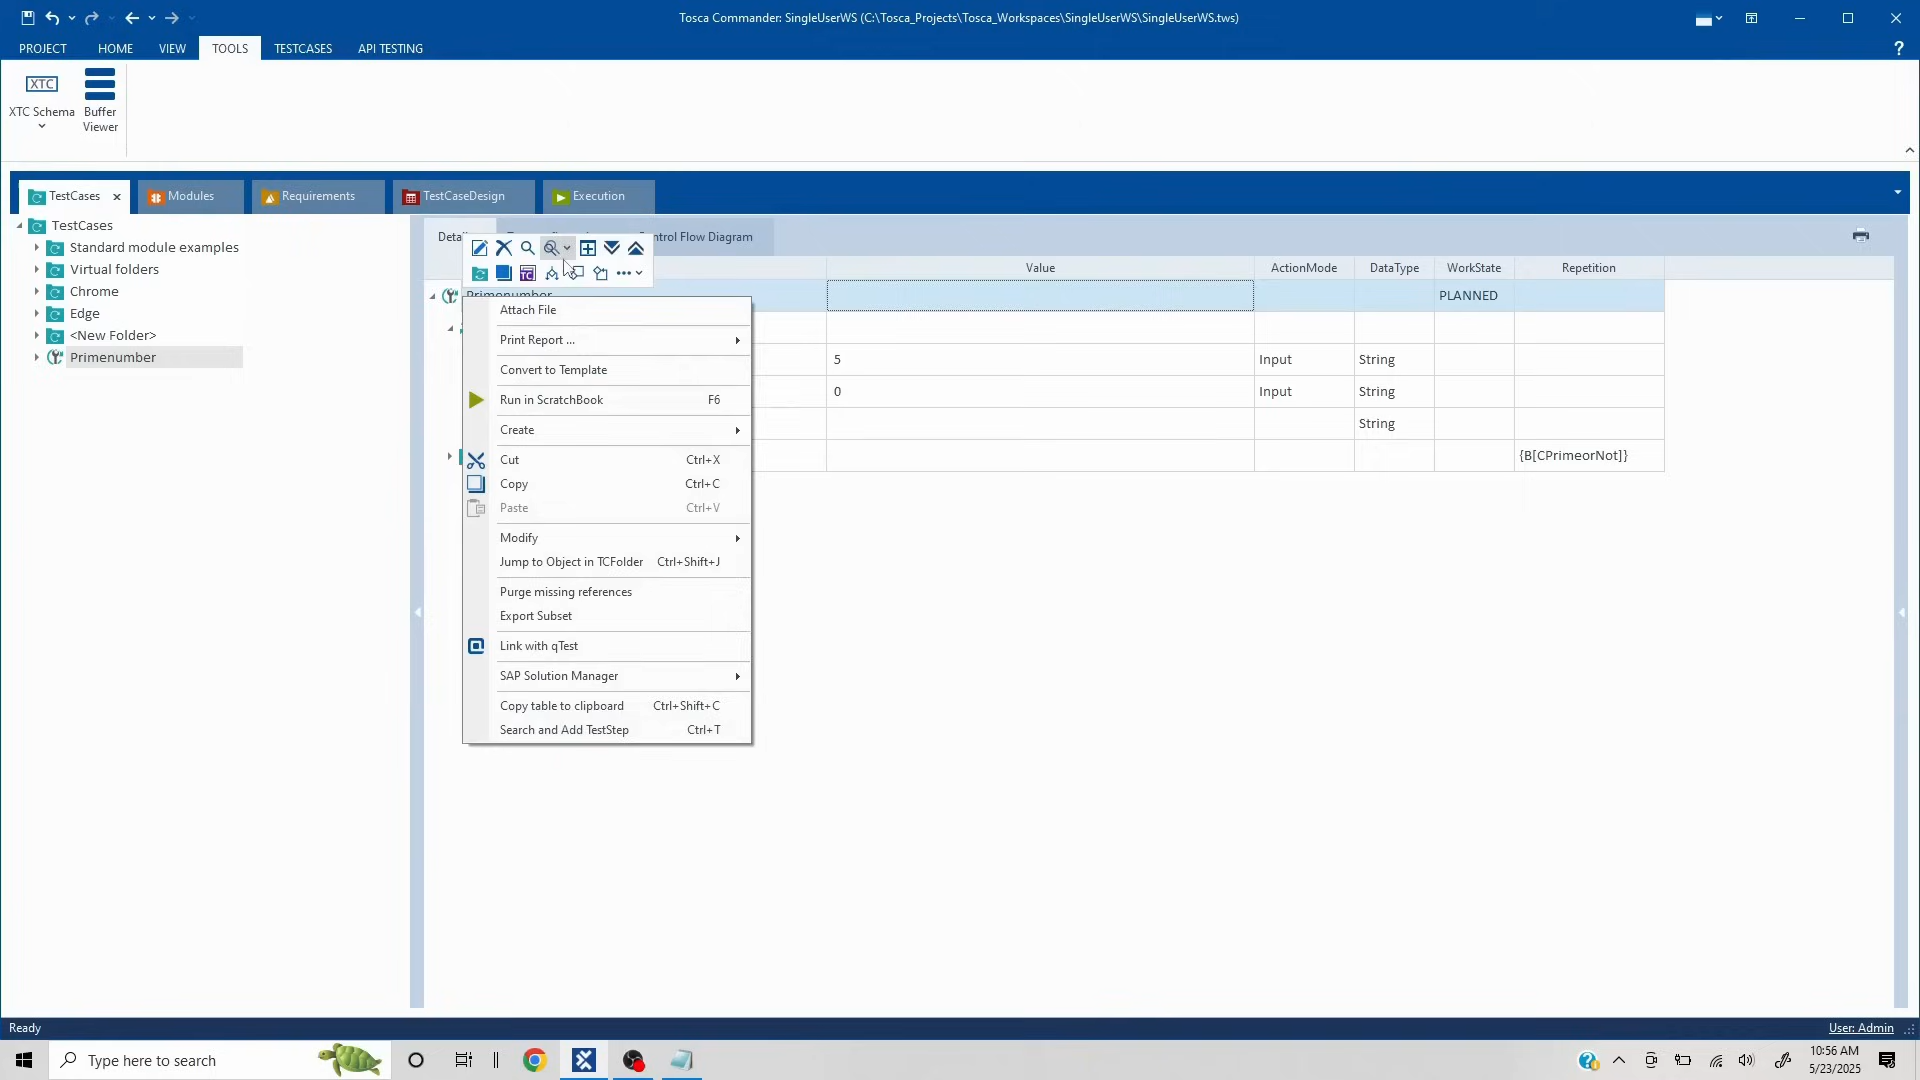 Tosca Commander: SingleUserWS (C:\Tosca_Projects\Tosca_Workspaces\SingleUserWS\SingleUserWS.tws)
PROJECT HOME VIEW TOOLS TESTCASES API TESTING ?
XTC
XTC Schema
Buffer Viewer
TestCases Modules Requirements TestCaseDesign Execution
TestCases
Standard module examples
Virtual folders
Chrome
Edge
<New Folder>
Primenumber
Control Flow Diagram
Value ActionMode DataType WorkState Repetition
TC
Primenumber PLANNED
5 Input String
0 Input String
String
{B[CPrimeorNot]}
Attach File
Print Report ...
Convert to Template
Run in ScratchBook F6
Create
Cut Ctrl+X
Copy Ctrl+C
Paste Ctrl+V
Modify
Jump to Object in TCFolder Ctrl+Shift+J
Purge missing references
Export Subset
Link with qTest
SAP Solution Manager
Copy table to clipboard Ctrl+Shift+C
Search and Add TestStep Ctrl+T
Ready User: Admin
Type here to search
10:56 AM
5/23/2025